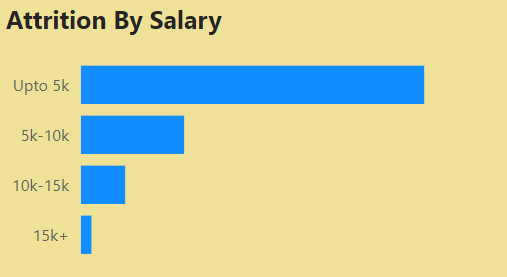 Attrition By Salary
Upto 5k
5k-10k
10k-15k
15k+